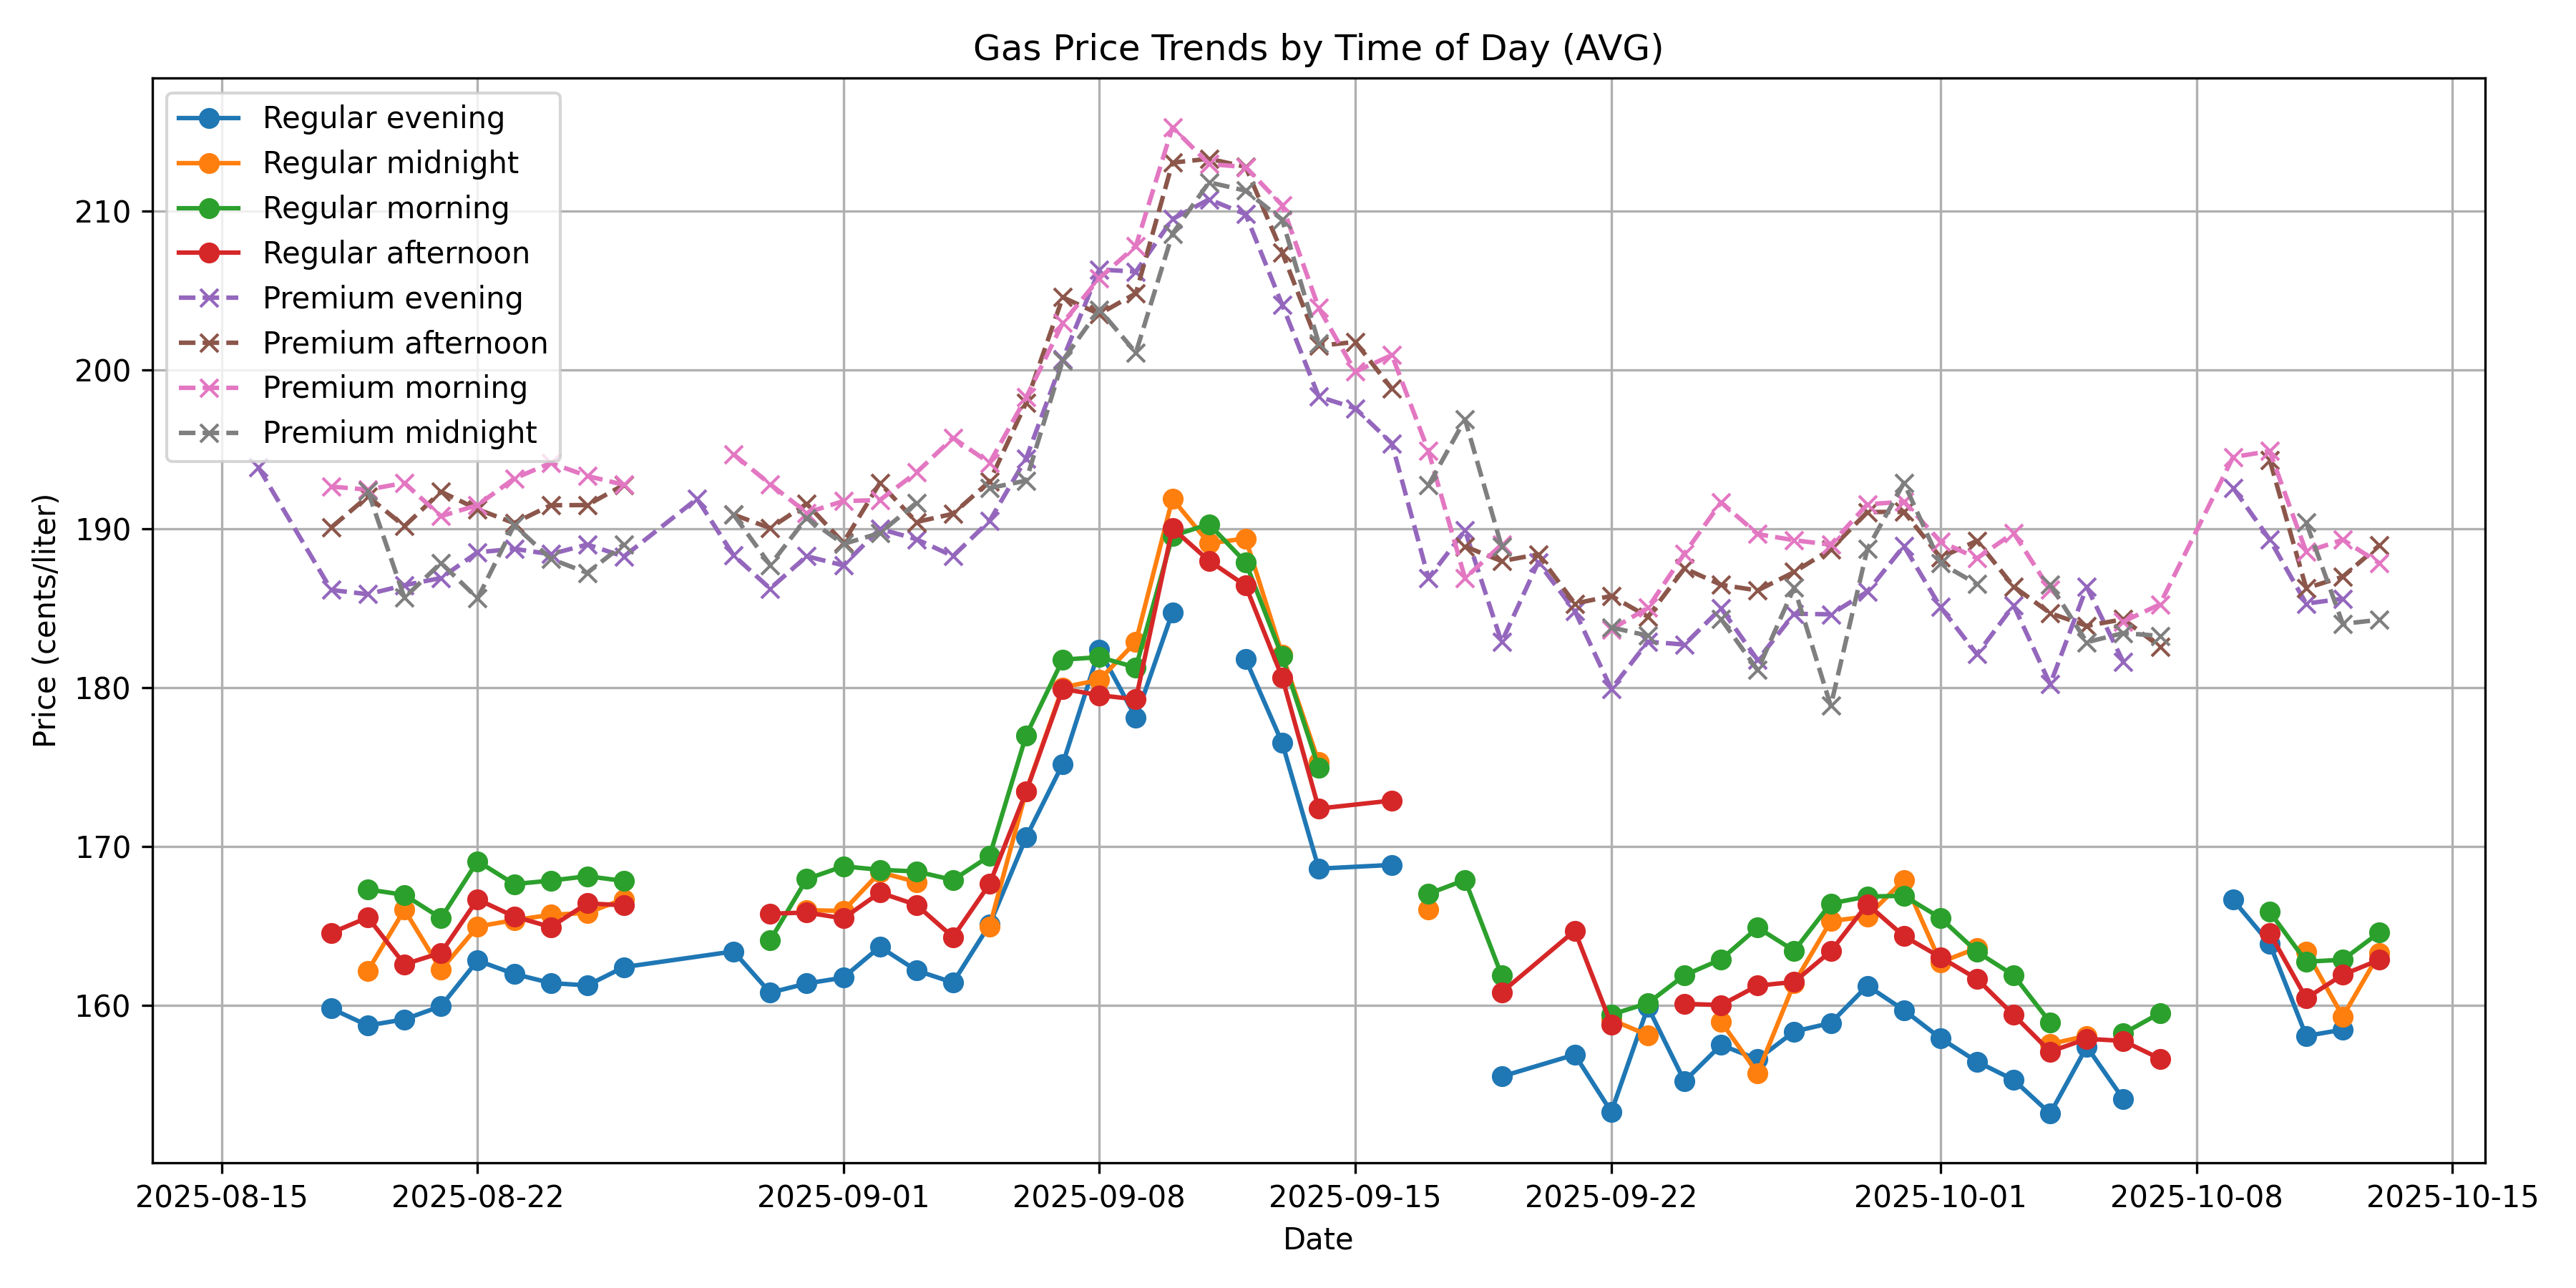 Gas Price Trends by Time of Day (AVG)
Regular evening
Regular midnight
Regular morning
Regular afternoon
Premium evening
Premium afternoon
Premium morning
Premium midnight
Price (cents/liter)
210
200
190
180
170
160
2025-08-15 2025-08-22 2025-09-01 2025-09-08 2025-09-15 2025-09-22 2025-10-01 2025-10-08 2025-10-15
Date